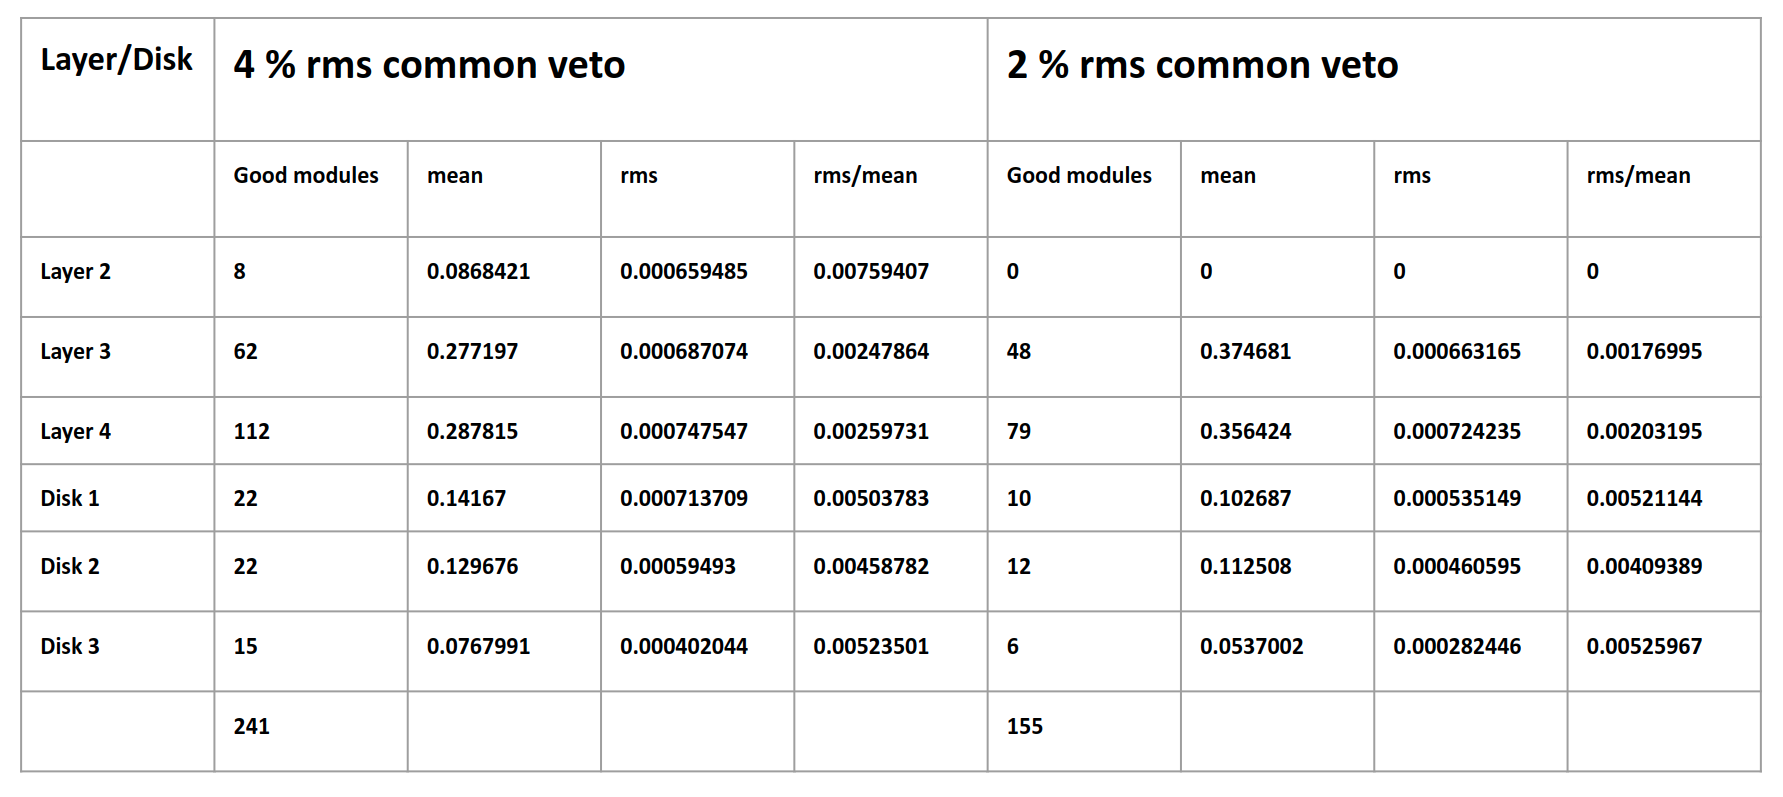 Layer/Disk 4 % rms common veto 2 % rms common veto
Good modules mean rms rms/mean Good modules mean rms rms/mean
Layer 2 8 0.0868421 0.000659485 0.00759407 0 0 0 0
Layer 3 62 0.277197 0.000687074 0.00247864 48 0.374681 0.000663165 0.00176995
Layer 4 112 0.287815 0.000747547 0.00259731 79 0.356424 0.000724235 0.00203195
Disk 1 22 0.14167 0.000713709 0.00503783 10 0.102687 0.000535149 0.00521144
Disk 2 22 0.129676 0.00059493 0.00458782 12 0.112508 0.000460595 0.00409389
Disk 3 15 0.0767991 0.000402044 0.00523501 6 0.0537002 0.000282446 0.00525967
241 155